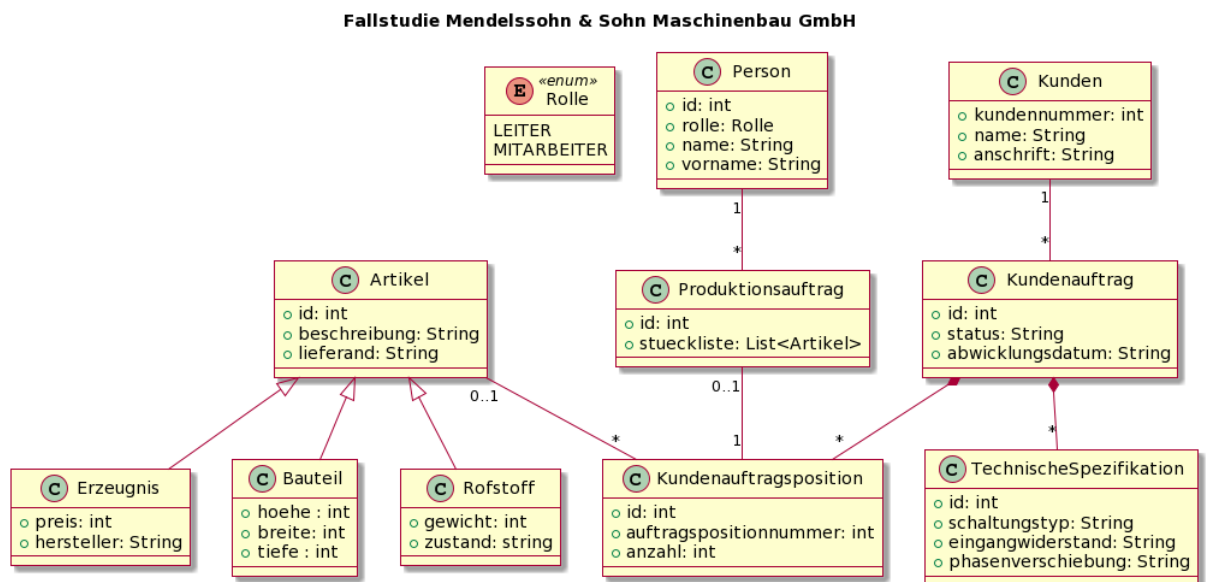 Fallstudie Mendelssohn & Sohn Maschinenbau GmbH
E
«enum»
Rolle
LEITER
MITARBEITER
C Person
id: int
rolle: Rolle
name: String
vorname: String
C Kunden
kundennummer: int
name: String
anschrift: String
1
*
1
*
C Artikel
id: int
beschreibung: String
lieferand: String
C Produktionsauftrag
id: int
stueckliste: List<Artikel>
C Kundenauftrag
id: int
status: String
abwicklungsdatum: String
0..1
*
0..1
1
*
*
C Erzeugnis
preis: int
hersteller: String
C Bauteil
hoehe : int
breite: int
tiefe : int
C Rofstoff
gewicht: int
zustand: string
C Kundenauftragsposition
id: int
auftragspositionnummer: int
anzahl: int
C TechnischeSpezifikation
id: int
schaltungstyp: String
eingangwiderstand: String
phasenverschiebung: String